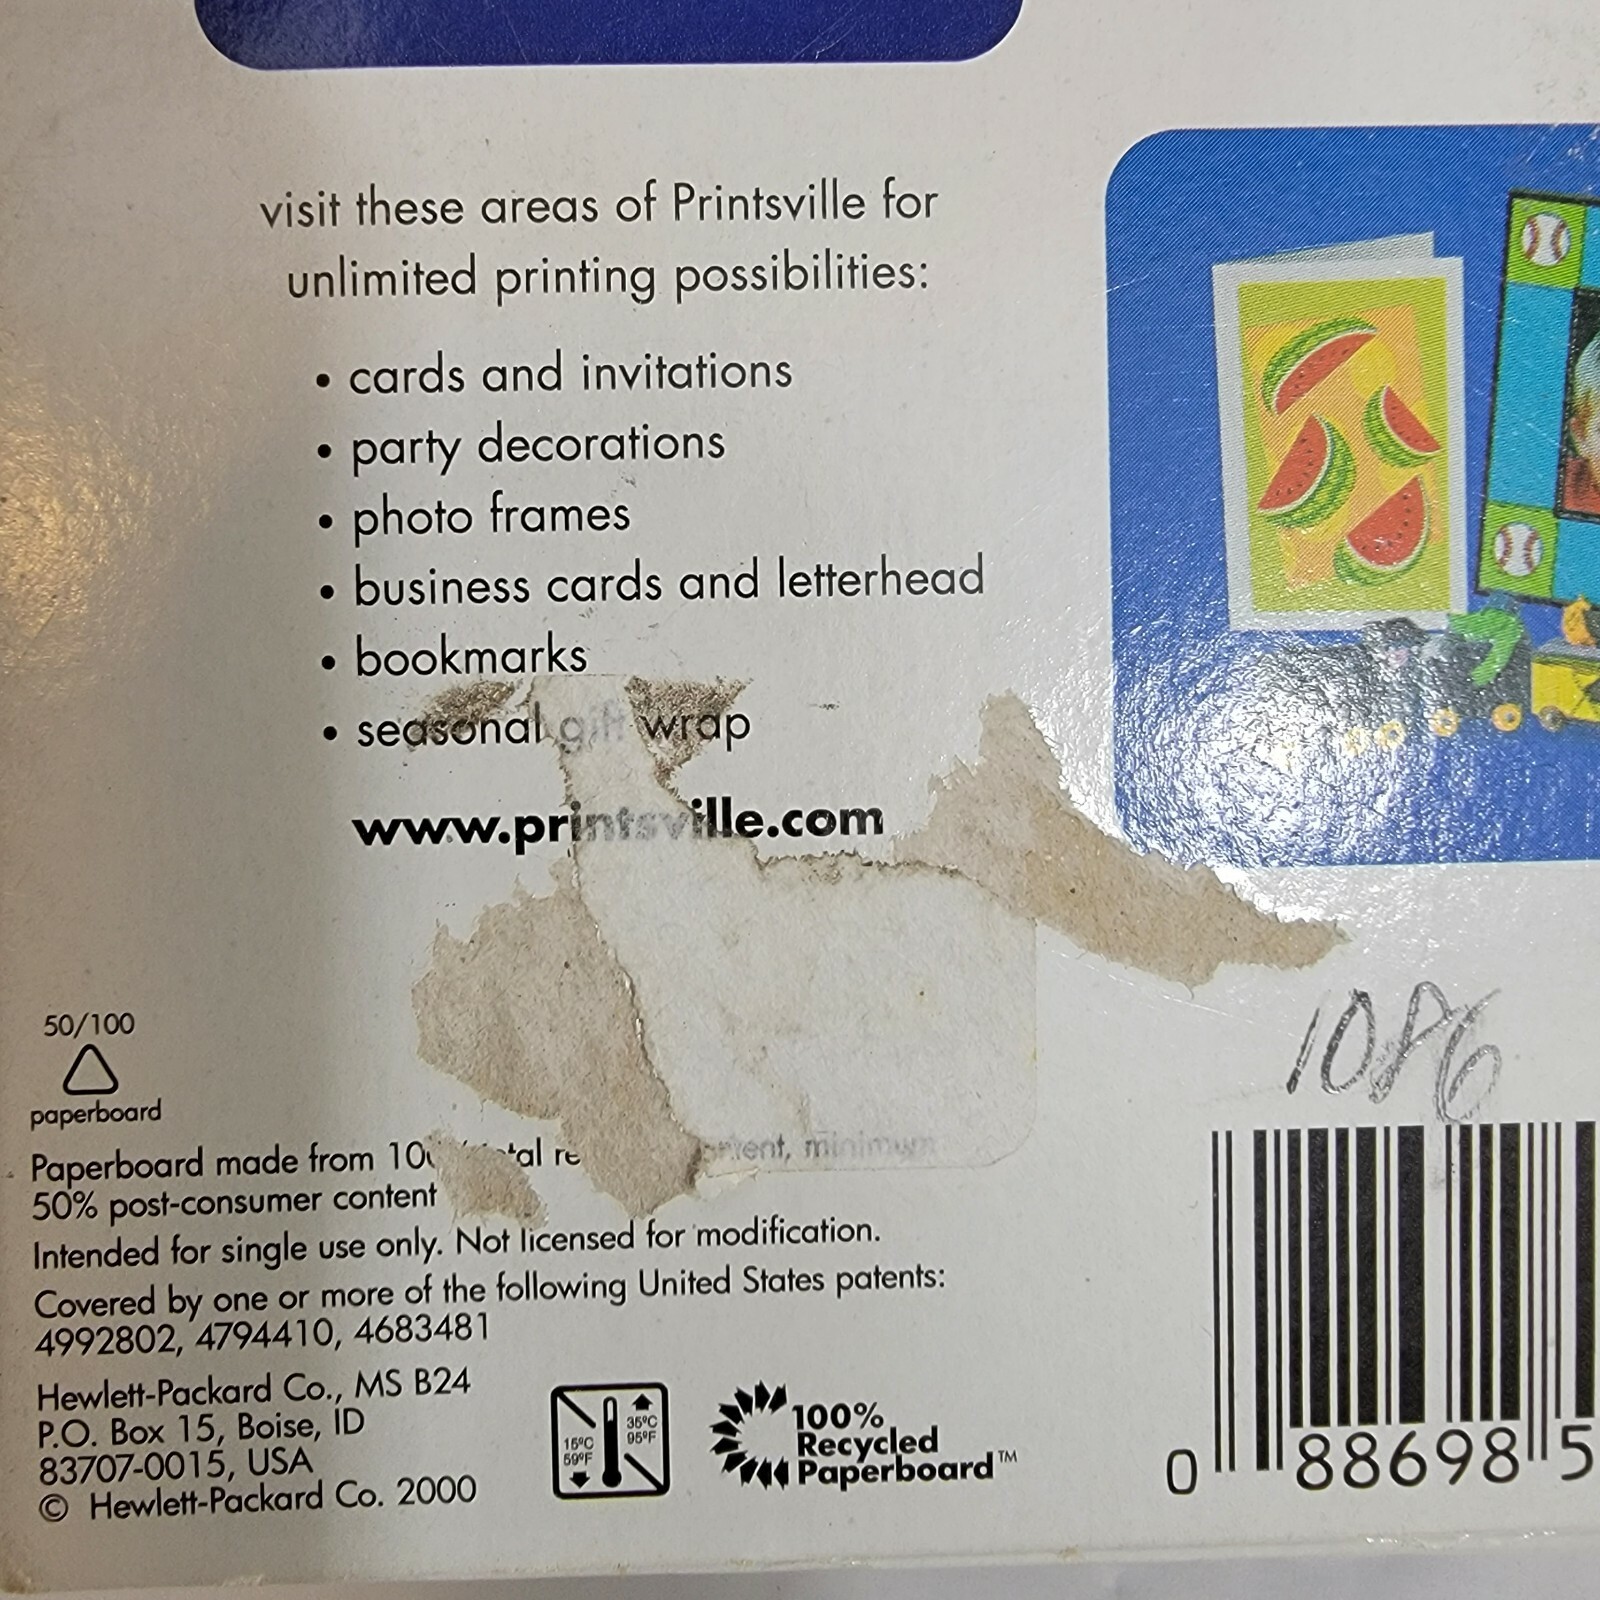 visit these areas of Printsville for
unlimited printing possibilities:
• cards and invitations
• party decorations
• photo frames
• business cards and letterhead
• bookmarks
• seasonal gift wrap
www.printsville.com
50/100
paperboard
Paperboard made from minimum
50% post-consumer content
Intended for single use only. Not licensed for modification.
Covered by one or more of the following United States patents:
4992802, 4794410, 4683481
Hewlett-Packard Co., MS B24
P.O. Box 15, Boise, ID
83707-0015, USA
© Hewlett-Packard Co. 2000
15°C
59°F
35°C
95°F
100%
Recycled
Paperboard™
0 88698 5